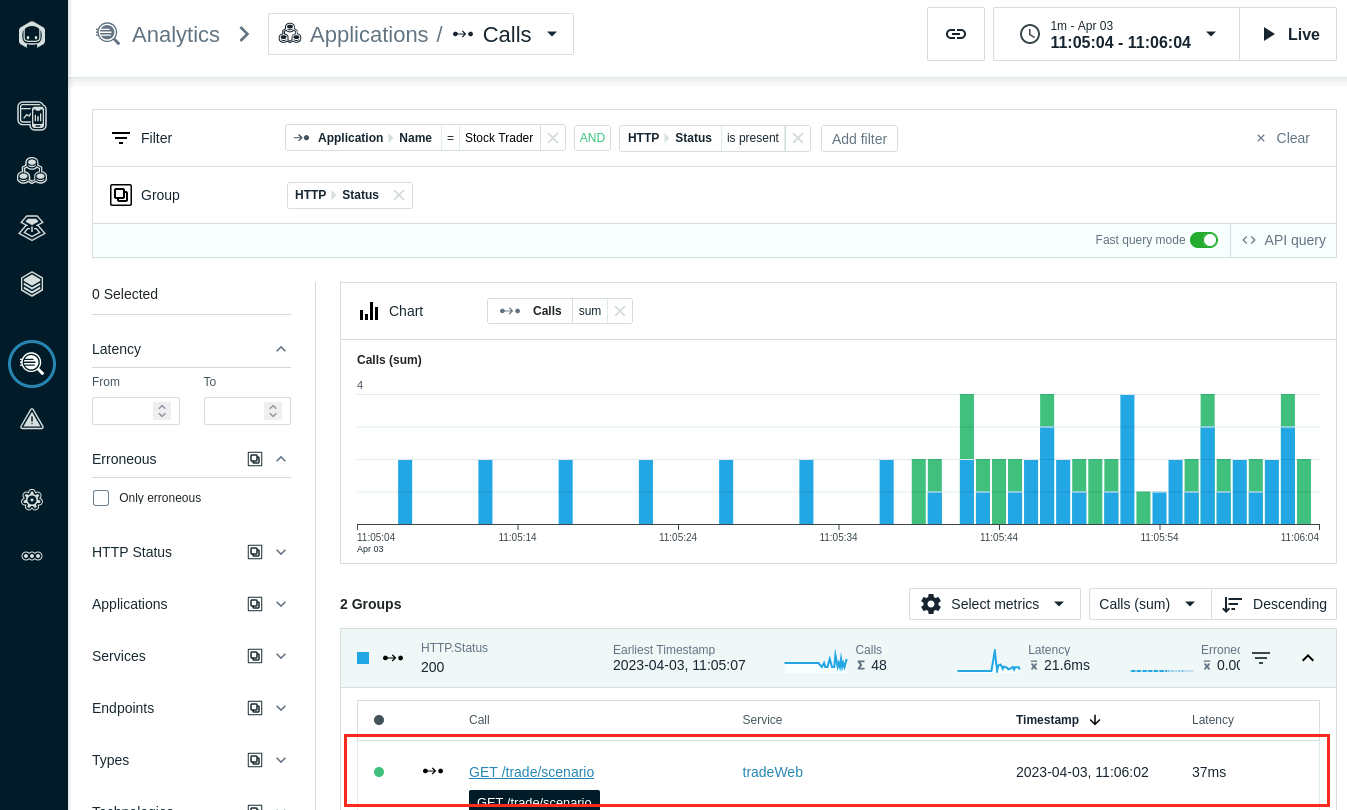 Analytics
Applications / Calls
1m - Apr 03
11:05:04 - 11:06:04
Live
Filter
Application Name = Stock Trader
AND
HTTP Status is present
Add filter
× Clear
Group
HTTP Status
Fast query mode
<> API query
0 Selected
Latency
From
To
Erroneous
Only erroneous
HTTP Status
Applications
Services
Endpoints
Types
Technologies
Chart
Calls sum
Calls (sum)
4
11:05:04
Apr 03
11:05:14
11:05:24
11:05:34
11:05:44
11:05:54
11:06:04
2 Groups
Select metrics
Calls (sum)
Descending
HTTP.Status
200
Earliest Timestamp
2023-04-03, 11:05:07
Calls
Σ 48
Latency
x̅ 21.6ms
Erronec
x̅ 0.00
Call
Service
Timestamp
Latency
GET /trade/scenario
tradeWeb
2023-04-03, 11:06:02
37ms
GET /trade/scenario